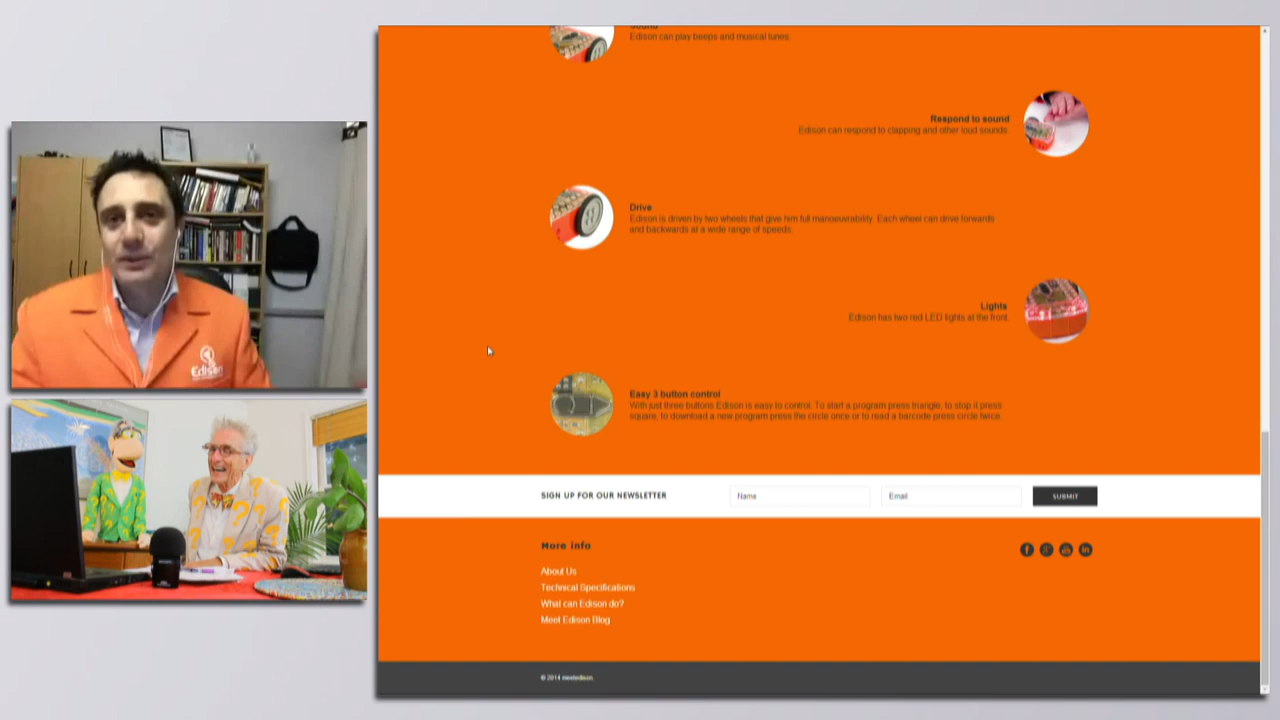 Sound
Edison can play beeps and musical tunes.
Respond to sound
Edison can respond to clapping and other loud sounds.
Drive
Edison is driven by two wheels that give him full manoeuvrability. Each wheel can drive forwards
and backwards at a wide range of speeds.
Lights
Edison has two red LED lights at the front.
Easy 3 button control
With just three buttons Edison is easy to control. To start a program press triangle, to stop it press
square, to download a new program press the circle once or to read a barcode press circle twice.
SIGN UP FOR OUR NEWSLETTER
Name
Email
SUBMIT
More info
About Us
Technical Specifications
What can Edison do?
Meet Edison Blog
© 2014 meetedison
Edison